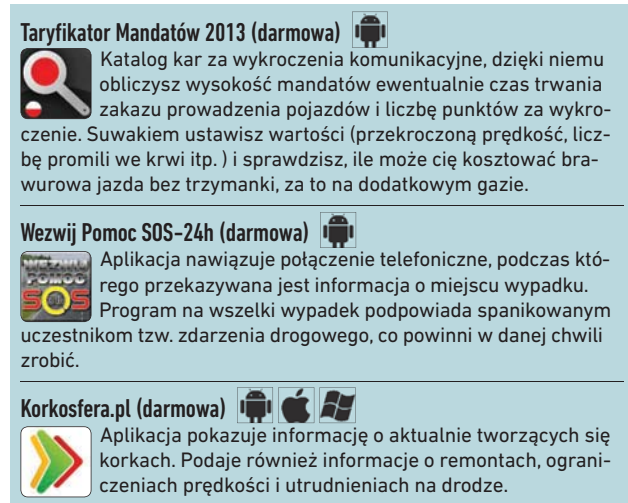 Taryfikator Mandatów 2013 (darmowa)
Katalog kar za wykroczenia komunikacyjne, dzięki niemu
obliczysz wysokość mandatów ewentualnie czas trwania
zakazu prowadzenia pojazdów i liczbę punktów za wykro-
czenie. Suwakiem ustawisz wartości (przekroczoną prędkość, licz-
bę promili we krwi itp. ) i sprawdzisz, ile może cię kosztować bra-
wurowa jazda bez trzymanki, za to na dodatkowym gazie.
Wezwij Pomoc SOS-24h (darmowa)
WEZWIJ
POMOC
SOS
Aplikacja nawiązuje połączenie telefoniczne, podczas któ-
rego przekazywana jest informacja o miejscu wypadku.
Program na wszelki wypadek podpowiada spanikowanym
uczestnikom tzw. zdarzenia drogowego, co powinni w danej chwili
zrobić.
Korkosfera.pl (darmowa)
Aplikacja pokazuje informację o aktualnie tworzących się
korkach. Podaje również informacje o remontach, ograni-
czeniach prędkości i utrudnieniach na drodze.